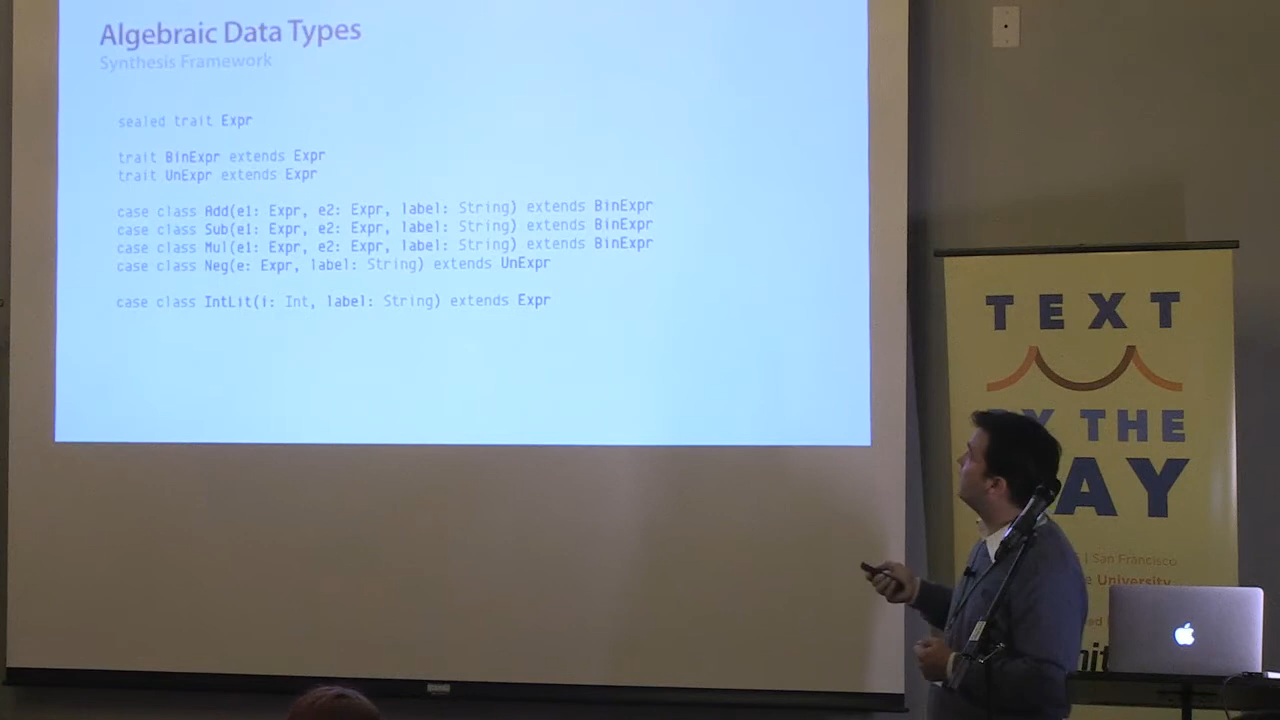 Algebraic Data Types
Synthesis Framework
sealed trait Expr
trait BinExpr extends Expr
trait UnExpr extends Expr
case class Add(e1: Expr, e2: Expr, label: String) extends BinExpr
case class Sub(e1: Expr, e2: Expr, label: String) extends BinExpr
case class Mul(e1: Expr, e2: Expr, label: String) extends BinExpr
case class Neg(e: Expr, label: String) extends UnExpr
case class IntLit(i: Int, label: String) extends Expr
TEXT
THE
AY
| San Francisco
University